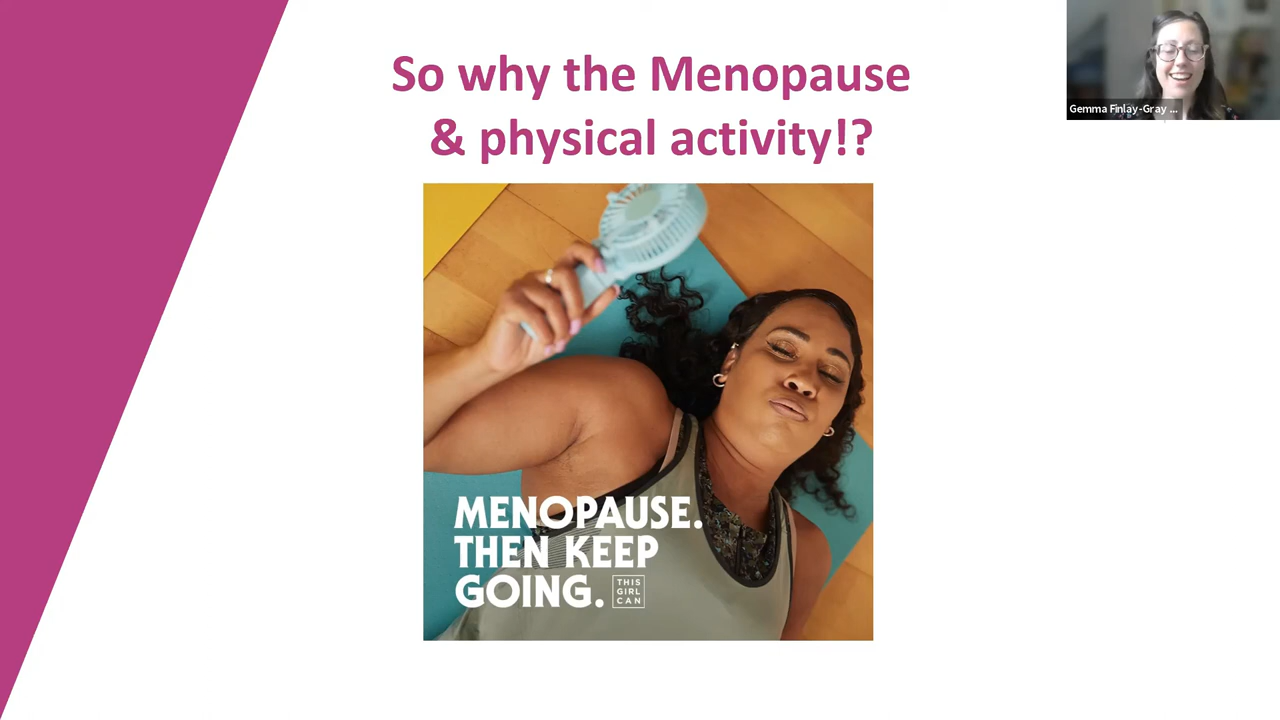 So why the Menopause
& physical activity!?
Gemma Finlay-Gray ...
MENOPAUSE.
THEN KEEP
GOING.
THIS
GIRL
CAN